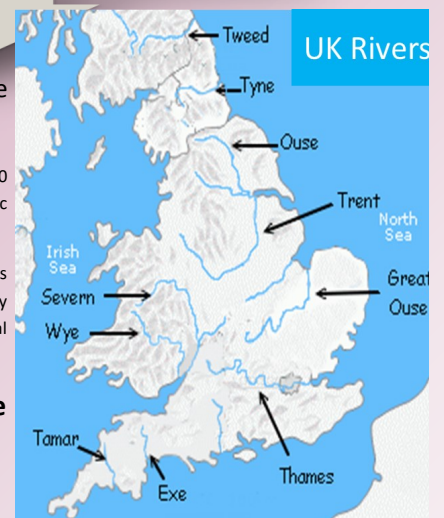 UK Rivers
Tweed
Tyne
Ouse
Trent
North
Sea
Irish
Sea
Severn
Great
Ouse
Wye
Tamar
Exe
Thames